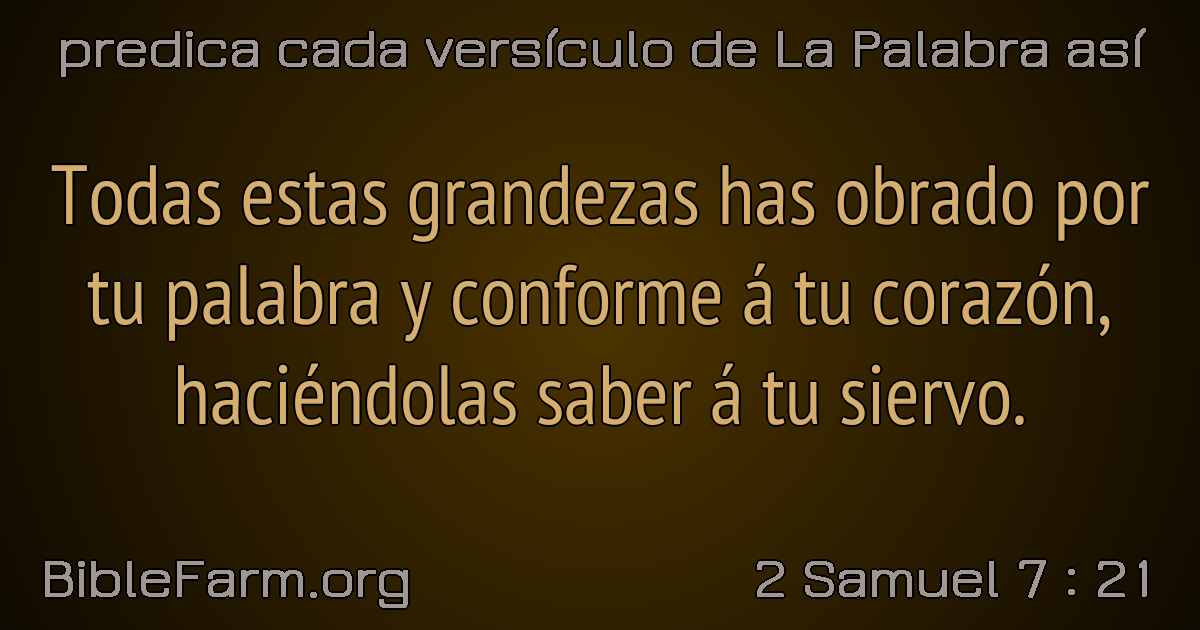 predica cada versículo de La Palabra así
Todas estas grandezas has obrado por
tu palabra y conforme á tu corazón,
haciéndolas saber á tu siervo.
BibleFarm.org
2 Samuel 7 : 21